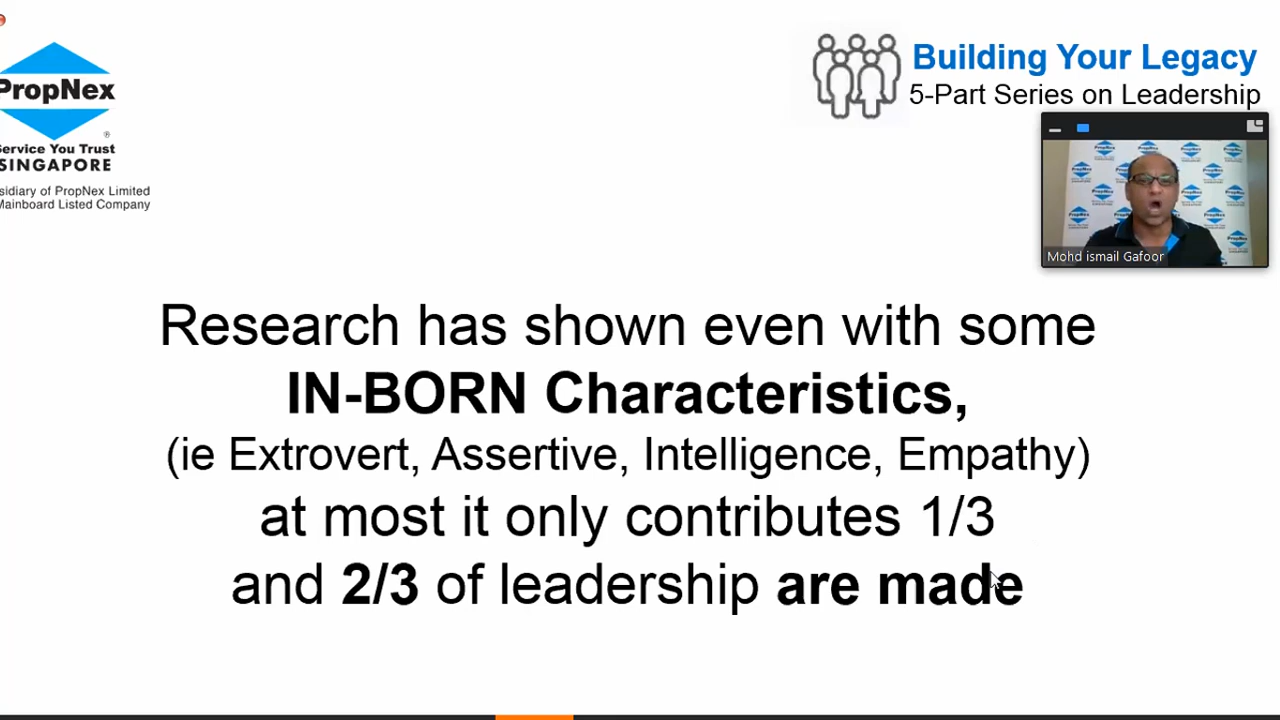 PropNex
®
Service You Trust
SINGAPORE
sidiary of PropNex Limited
Mainboard Listed Company
Building Your Legacy
5-Part Series on Leadership
Mohd ismail Gafoor
Research has shown even with some
IN-BORN Characteristics,
(ie Extrovert, Assertive, Intelligence, Empathy)
at most it only contributes 1/3
and 2/3 of leadership are made